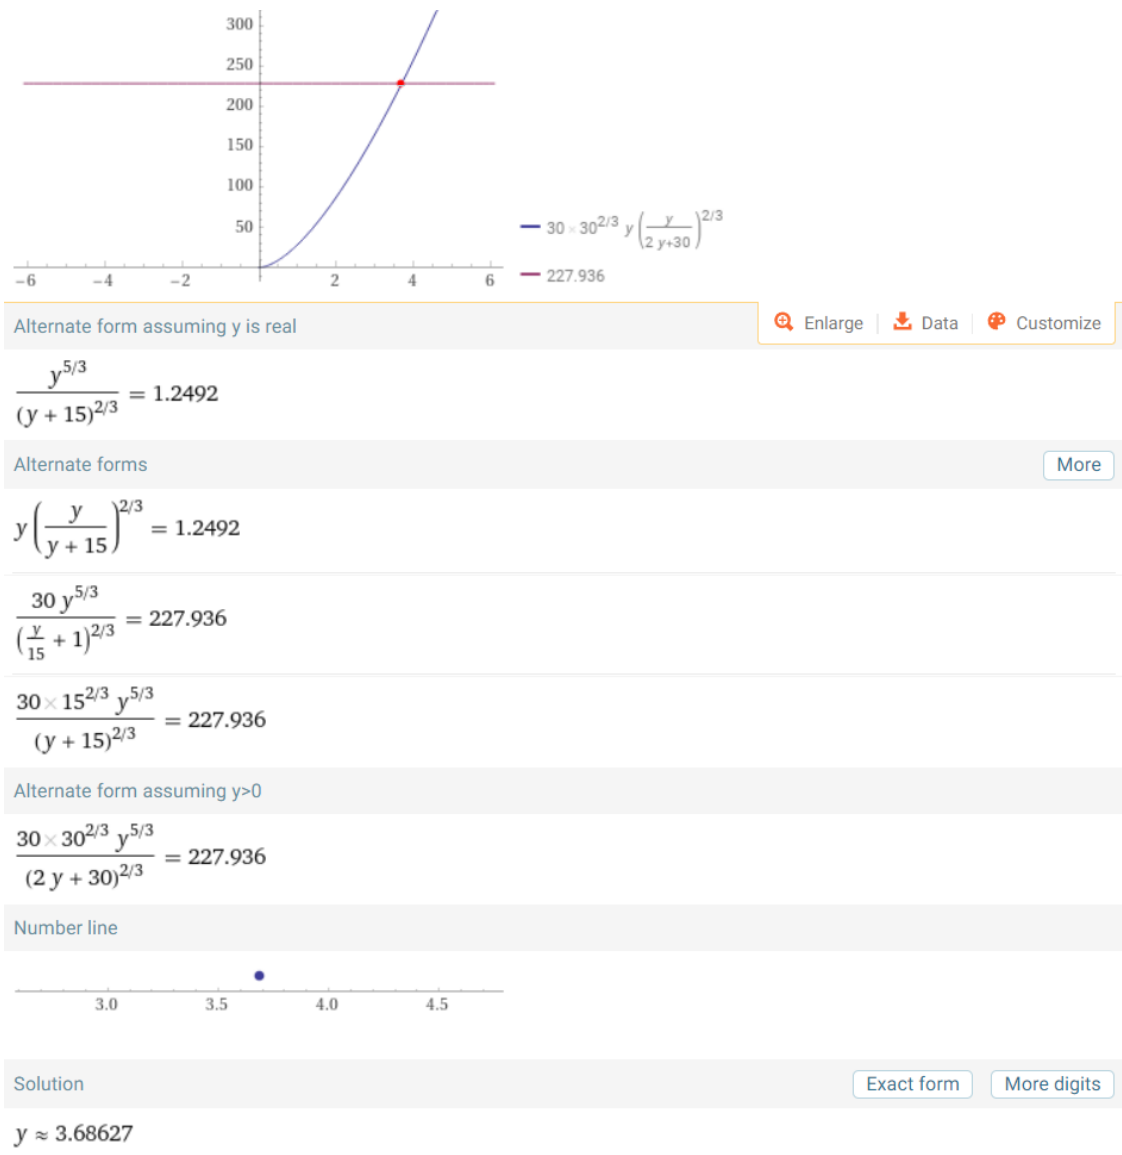 300
250
200
150
100
50
-6 -4 -2 2 4 6
30×30^(2/3) y (y/(2 y+30))^(2/3)
227.936
Enlarge Data Customize
Alternate form assuming y is real
y^(5/3)/(y + 15)^(2/3) = 1.2492
Alternate forms More
y (y/(y + 15))^(2/3) = 1.2492
30 y^(5/3)/(y/15 + 1)^(2/3) = 227.936
30×15^(2/3) y^(5/3)/(y + 15)^(2/3) = 227.936
Alternate form assuming y>0
30×30^(2/3) y^(5/3)/(2 y + 30)^(2/3) = 227.936
Number line
3.0 3.5 4.0 4.5
Solution Exact form More digits
y ≈ 3.68627